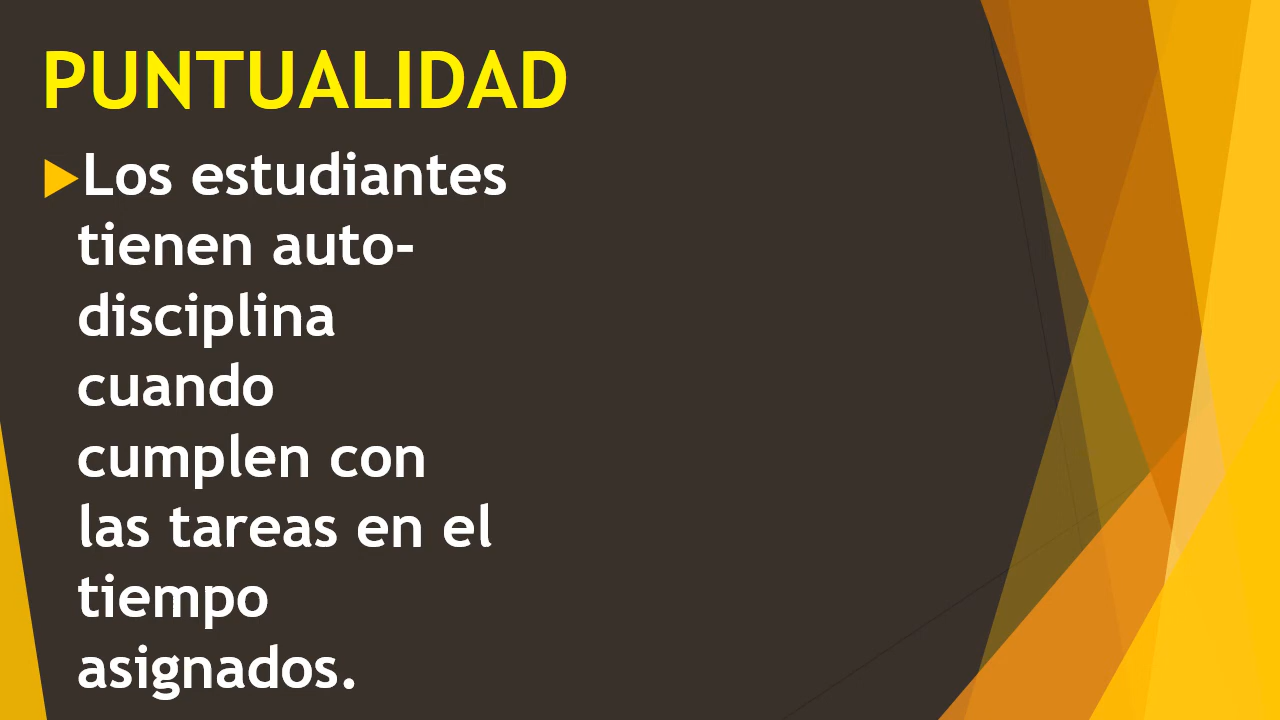 PUNTUALIDAD
Los estudiantes
tienen auto-
disciplina
cuando
cumplen con
las tareas en el
tiempo
asignados.